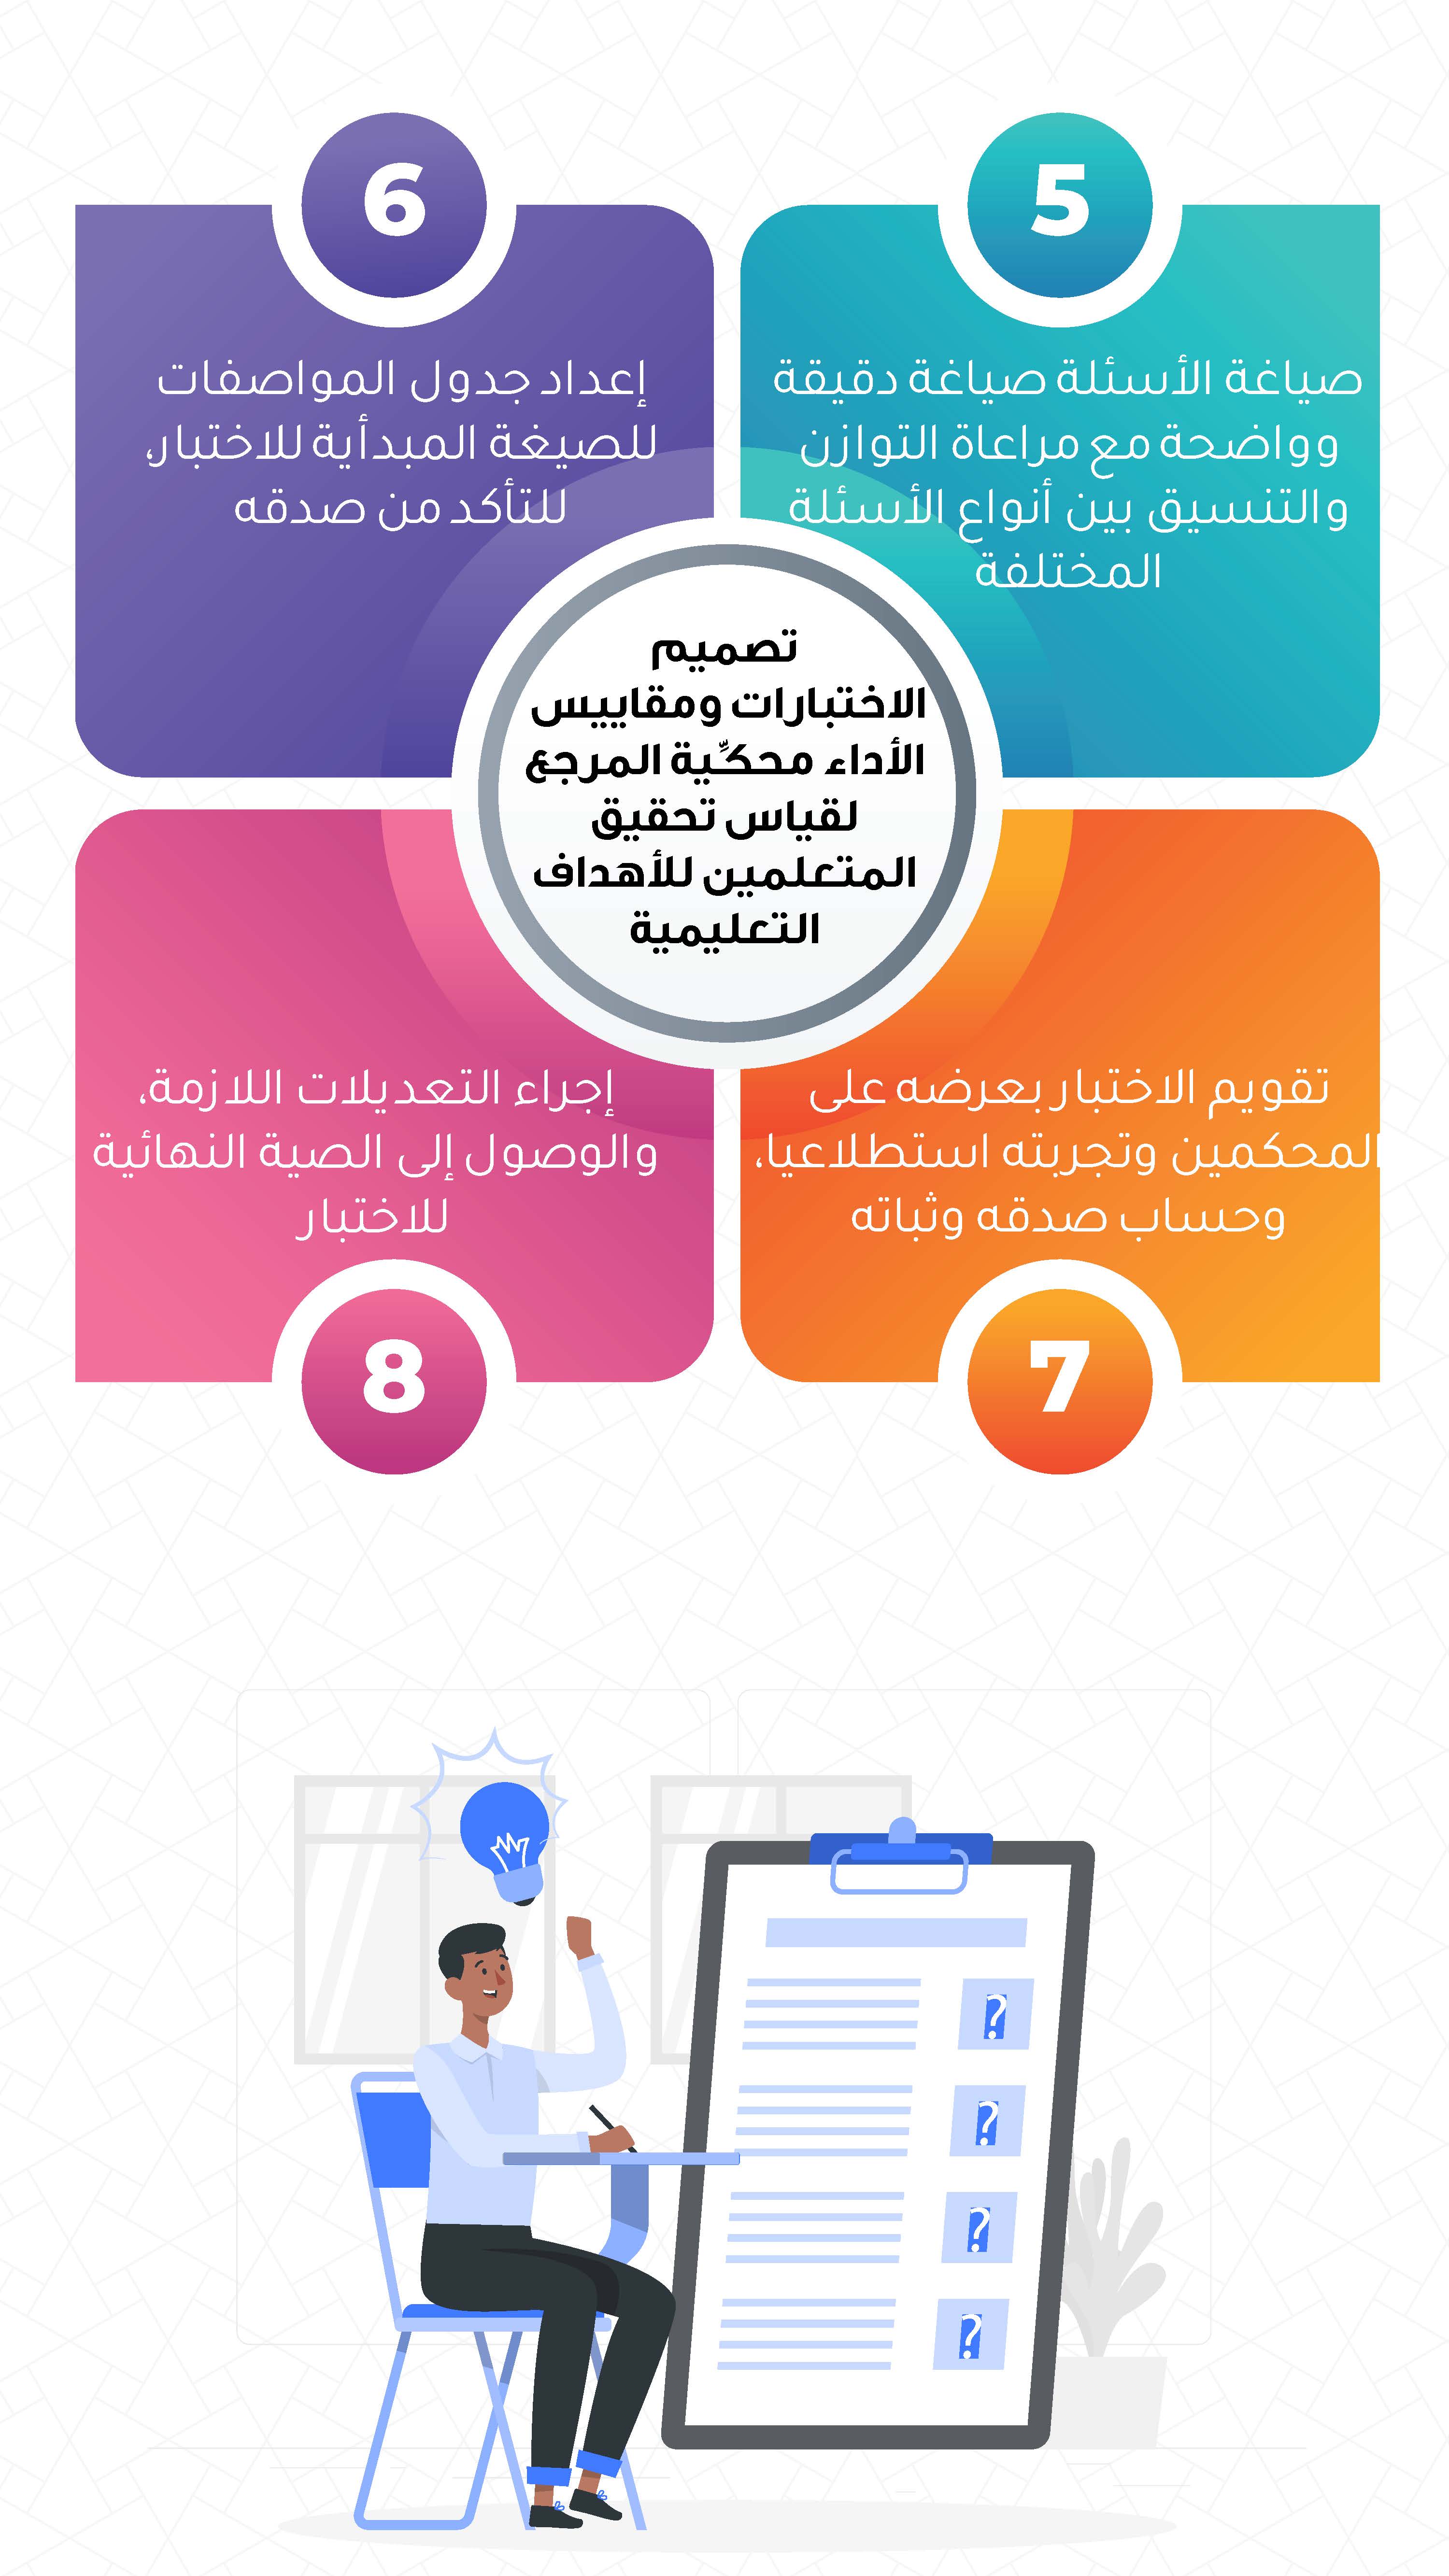 5
صياغة الأسئلة صياغة دقيقة
وواضحة مع مراعاة التوازن
والتنسيق بين أنواع الأسئلة
المختلفة
6
إعداد جدول المواصفات
للصيغة المبدأية للاختبار،
للتأكد من صدقه
تصميم
الاختبارات ومقاييس
الأداء محكّية المرجع
لقياس تحقيق
المتعلمين للأهداف
التعليمية
تقويم الاختبار بعرضه على
المحكمين وتجربته استطلاعيا،
وحساب صدقه وثباته
7
إجراء التعديلات اللازمة،
والوصول إلى الصية النهائية
للاختبار
8
?
?
?
?